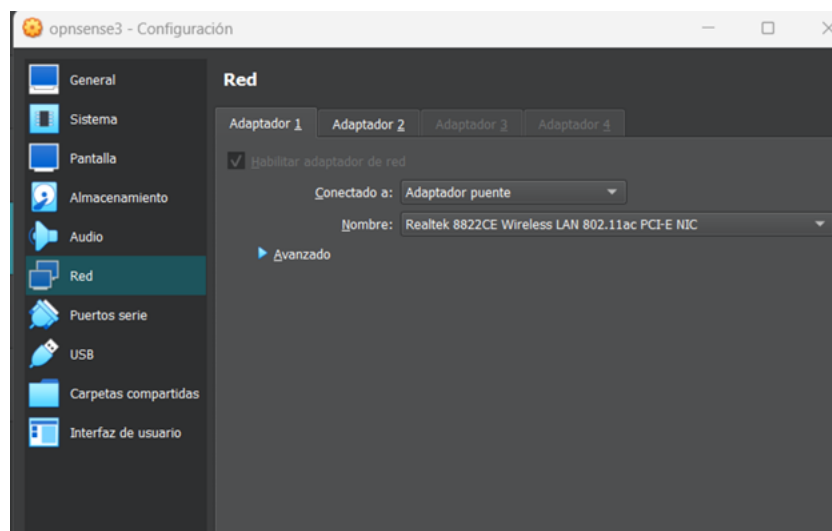 opnsense3 - Configuración
General
Sistema
Pantalla
Almacenamiento
Audio
Red
Puertos serie
USB
Carpetas compartidas
Interfaz de usuario
Red
Adaptador 1 Adaptador 2 Adaptador 3 Adaptador 4
Habilitar adaptador de red
Conectado a: Adaptador puente
Nombre: Realtek 8822CE Wireless LAN 802.11ac PCI-E NIC
Avanzado